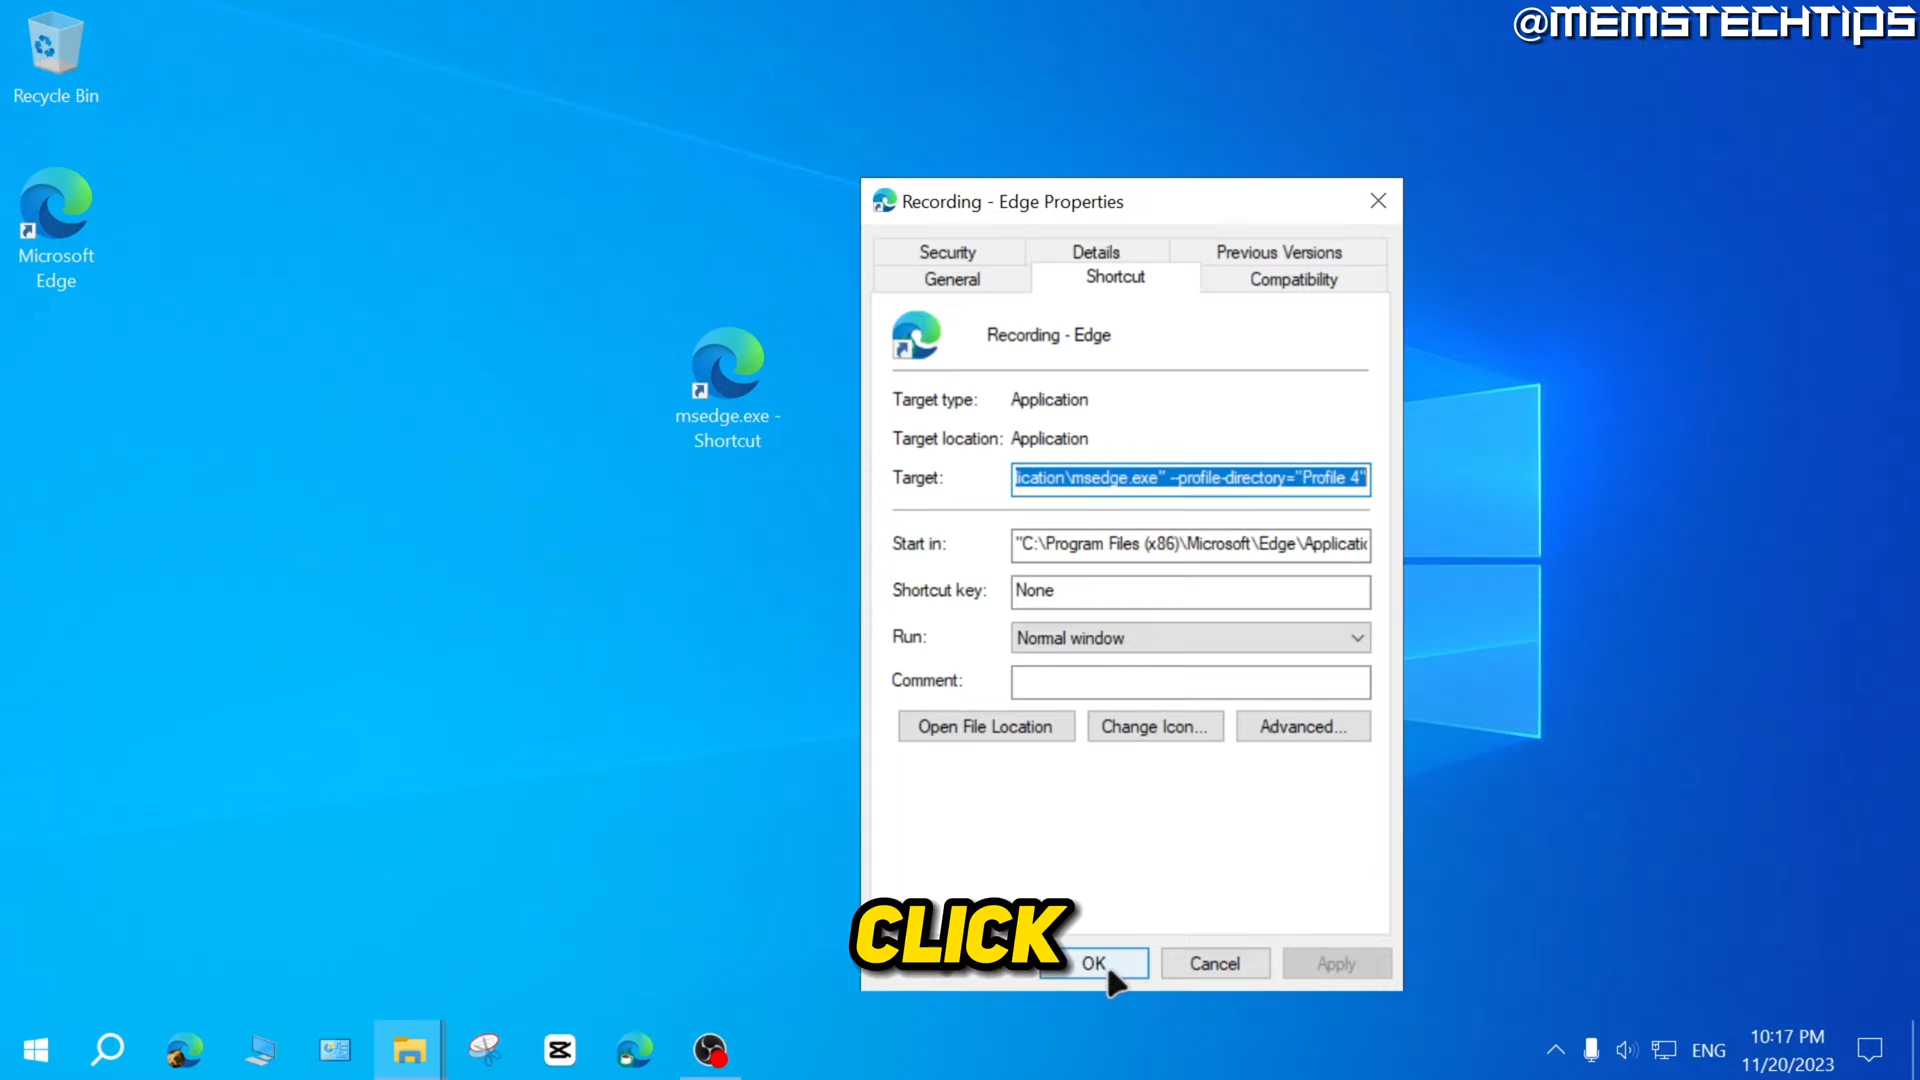 @MEMSTECHTIPS
Recycle Bin
Microsoft
Edge
msedge.exe -
Shortcut
Recording - Edge Properties
Security Details Previous Versions
General Shortcut Compatibility
Recording - Edge
Target type: Application
Target location: Application
Target: ication\msedge.exe" --profile-directory="Profile 4"
Start in: "C:\Program Files (x86)\Microsoft\Edge\Applicatio
Shortcut key: None
Run: Normal window
Comment:
Open File Location Change Icon... Advanced...
CLICK
OK Cancel Apply
ENG
10:17 PM
11/20/2023